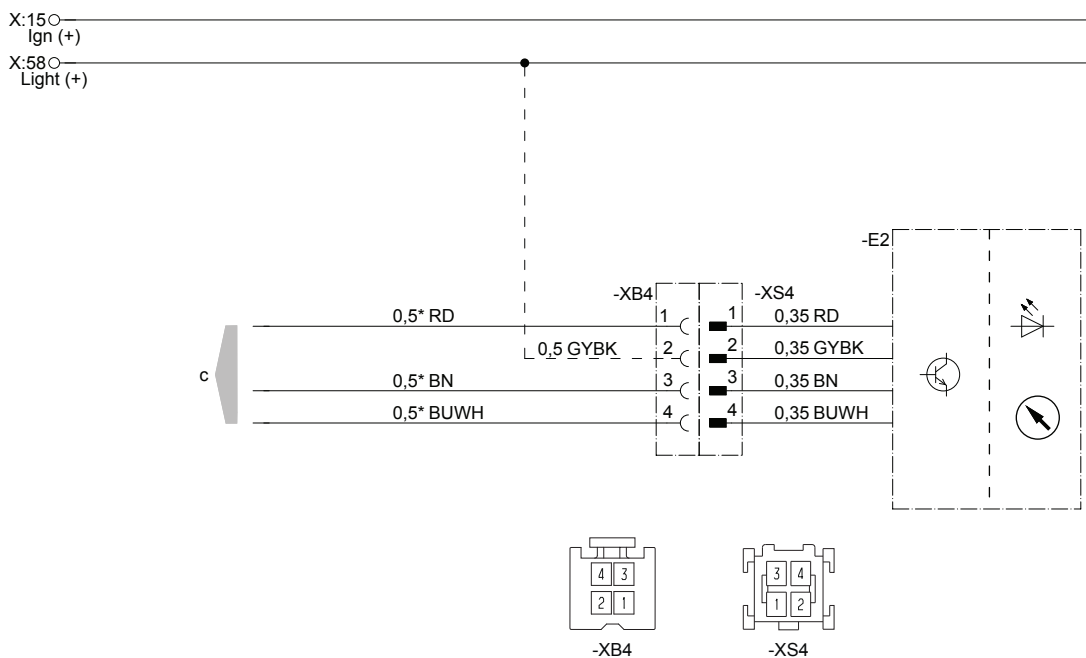 X:15
Ign (+)
X:58
Light (+)
-E2
-XB4 -XS4
0,5* RD 1 1 0,35 RD
0,5 GYBK 2 2 0,35 GYBK
c
0,5* BN 3 3 0,35 BN
0,5* BUWH 4 4 0,35 BUWH
4 3 3 4
2 1 1 2
-XB4 -XS4